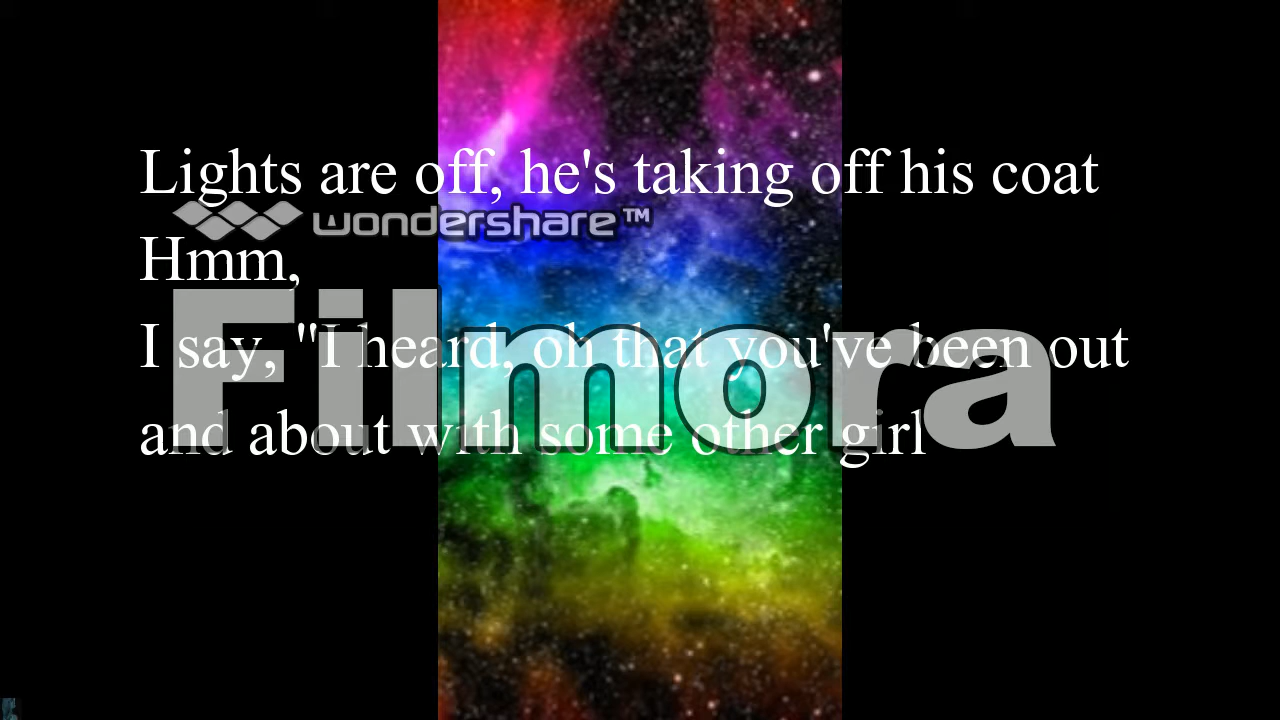 Lights are off, he's taking off his coat
wondershare™
Hmm,
Filmora
I say, "I heard, oh that you've been out
and about with some other girl